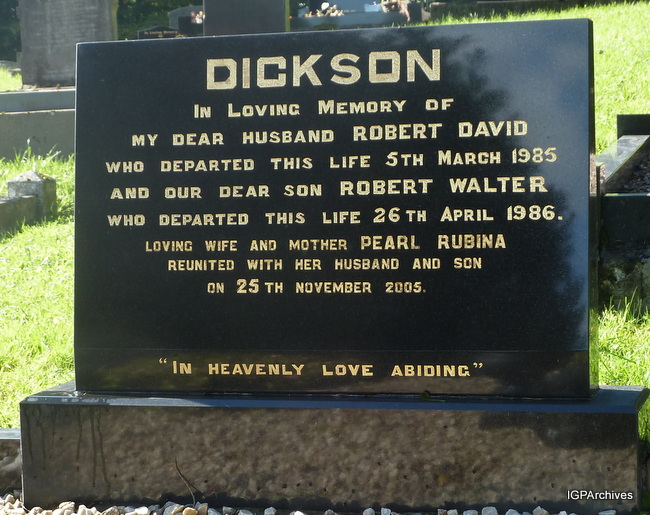 DICKSON
IN LOVING MEMORY OF
MY DEAR HUSBAND ROBERT DAVID
WHO DEPARTED THIS LIFE 5TH MARCH 1985
AND OUR DEAR SON ROBERT WALTER
WHO DEPARTED THIS LIFE 26TH APRIL 1986.
LOVING WIFE AND MOTHER PEARL RUBINA
REUNITED WITH HER HUSBAND AND SON
ON 25TH NOVEMBER 2005.
"IN HEAVENLY LOVE ABIDING"
IGPArchives